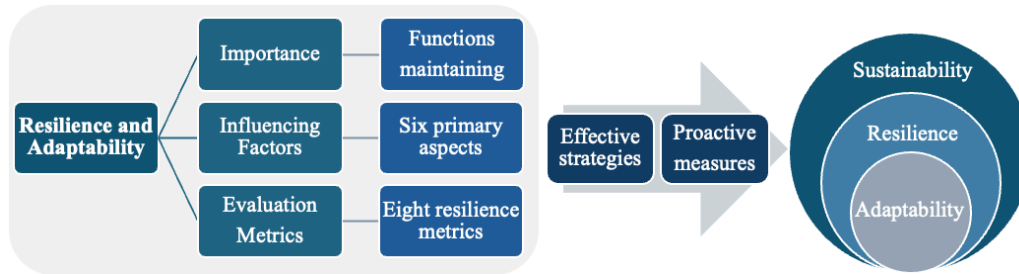 Resilience and
Adaptability
Importance
Functions
maintaining
Influencing
Factors
Six primary
aspects
Evaluation
Metrics
Eight resilience
metrics
Effective
strategies
Proactive
measures
Sustainability
Resilience
Adaptability